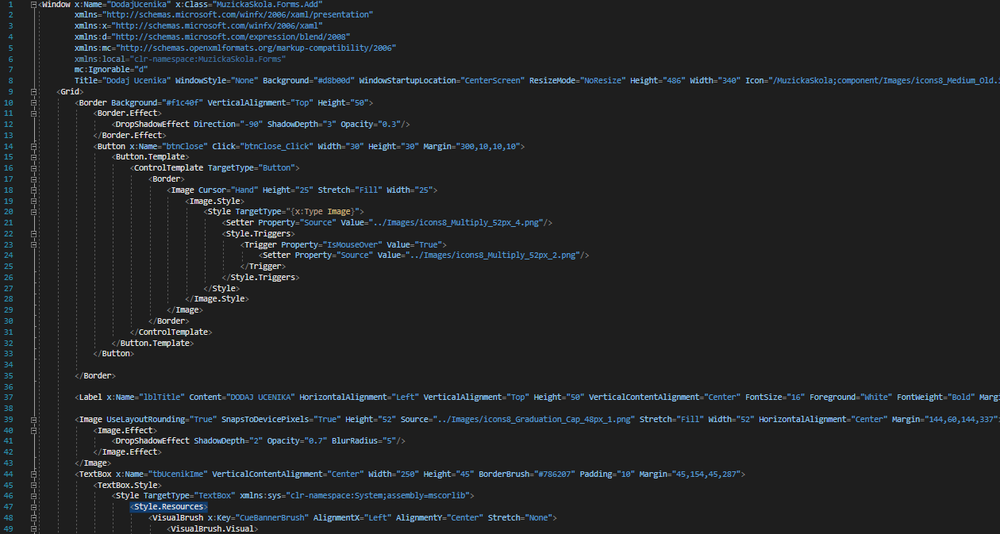 1 <Window x:Name="DodajUcenika" x:Class="MuzickaSkola.Forms.Add"
2 xmlns="http://schemas.microsoft.com/winfx/2006/xaml/presentation"
3 xmlns:x="http://schemas.microsoft.com/winfx/2006/xaml"
4 xmlns:d="http://schemas.microsoft.com/expression/blend/2008"
5 xmlns:mc="http://schemas.openxmlformats.org/markup-compatibility/2006"
6 xmlns:local="clr-namespace:MuzickaSkola.Forms"
7 mc:Ignorable="d"
8 Title="Dodaj Ucenika" WindowStyle="None" Background="#d8b00d" WindowStartupLocation="CenterScreen" ResizeMode="NoResize" Height="486" Width="340" Icon="/MuzickaSkola;component/Images/icons8_Medium_Old.i
9 <Grid>
10 <Border Background="#f1c40f" VerticalAlignment="Top" Height="50">
11 <Border.Effect>
12 <DropShadowEffect Direction="-90" ShadowDepth="3" Opacity="0.3"/>
13 </Border.Effect>
14 <Button x:Name="btnClose" Click="btnClose_Click" Width="30" Height="30" Margin="300,10,10,10">
15 <Button.Template>
16 <ControlTemplate TargetType="Button">
17 <Border>
18 <Image Cursor="Hand" Height="25" Stretch="Fill" Width="25">
19 <Image.Style>
20 <Style TargetType="{x:Type Image}">
21 <Setter Property="Source" Value="../Images/icons8_Multiply_52px_4.png"/>
22 <Style.Triggers>
23 <Trigger Property="IsMouseOver" Value="True">
24 <Setter Property="Source" Value="../Images/icons8_Multiply_52px_2.png"/>
25 </Trigger>
26 </Style.Triggers>
27 </Style>
28 </Image.Style>
29 </Image>
30 </Border>
31 </ControlTemplate>
32 </Button.Template>
33 </Button>
34
35 </Border>
36
37 <Label x:Name="lblTitle" Content="DODAJ UCENIKA" HorizontalAlignment="Left" VerticalAlignment="Top" Height="50" VerticalContentAlignment="Center" FontSize="16" Foreground="White" FontWeight="Bold" Margi
38
39 <Image UseLayoutRounding="True" SnapsToDevicePixels="True" Height="52" Source="../Images/icons8_Graduation_Cap_48px_1.png" Stretch="Fill" Width="52" HorizontalAlignment="Center" Margin="144,60,144,337">
40 <Image.Effect>
41 <DropShadowEffect ShadowDepth="2" Opacity="0.7" BlurRadius="5"/>
42 </Image.Effect>
43 </Image>
44 <TextBox x:Name="tbUcenikIme" VerticalContentAlignment="Center" Width="250" Height="45" BorderBrush="#786207" Padding="10" Margin="45,154,45,287">
45 <TextBox.Style>
46 <Style TargetType="TextBox" xmlns:sys="clr-namespace:System;assembly=mscorlib">
47 <Style.Resources>
48 <VisualBrush x:Key="CueBannerBrush" AlignmentX="Left" AlignmentY="Center" Stretch="None">
49 <VisualBrush.Visual>